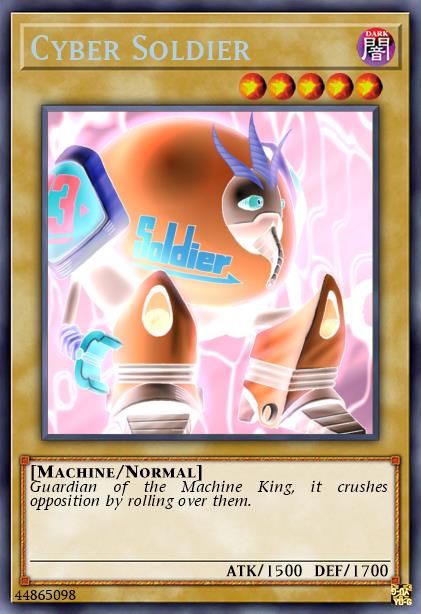 CYBER SOLDIER
DARK
闇
3
Soldier
[MACHINE/NORMAL]
Guardian of the Machine King, it crushes
opposition by rolling over them.
ATK/1500 DEF/1700
44865098